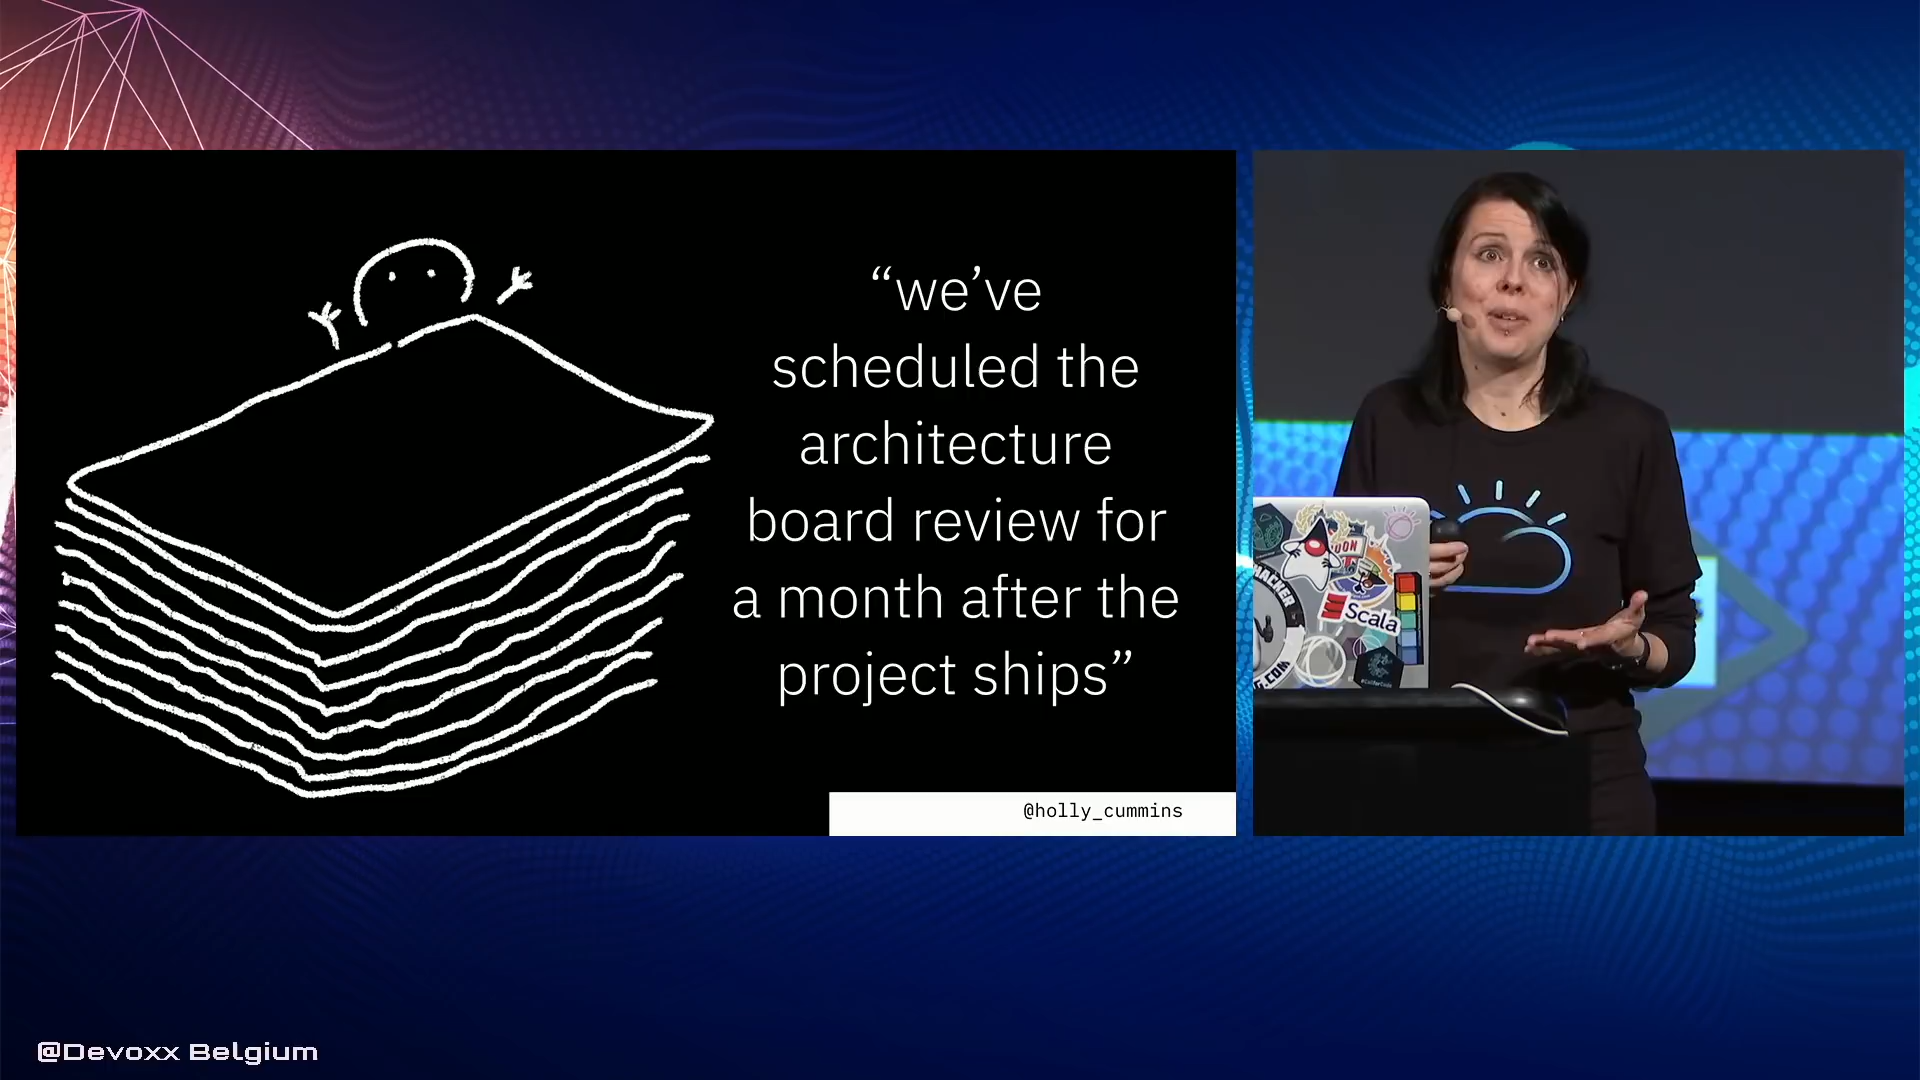 “we’ve
scheduled the
architecture
board review for
a month after the
project ships”
@holly_cummins
Scala
@Devoxx Belgium